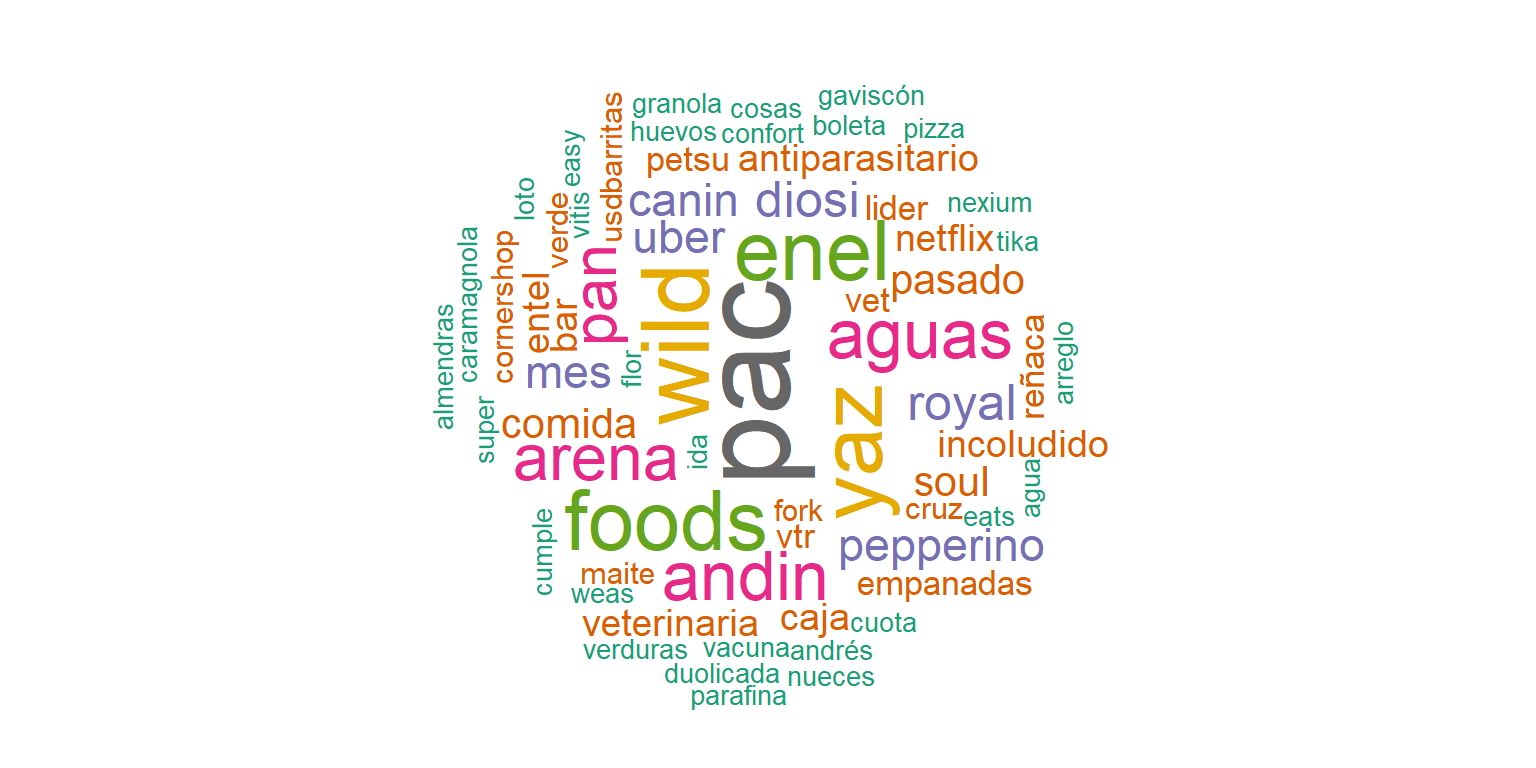 granola
cosas
gaviscón
huevos
confort
boleta
pizza
usdbarritas
easy
petsu
antiparasitario
loto
verde
vitis
canin
diosi
lider
nexium
uber
enel
netflix
tika
caramagnola
cornershop
entel
bar
pan
wild
pac
vet
pasado
aguas
reñaca
arreglo
almendras
mes
flor
yaz
royal
super
comida
arena
ida
incoludido
soul
agua
foods
fork
cruz
eats
vtr
cumple
pepperino
maite
andin
weas
empanadas
veterinaria
caja
cuota
verduras
vacuna
andrés
duolicada
nueces
parafina